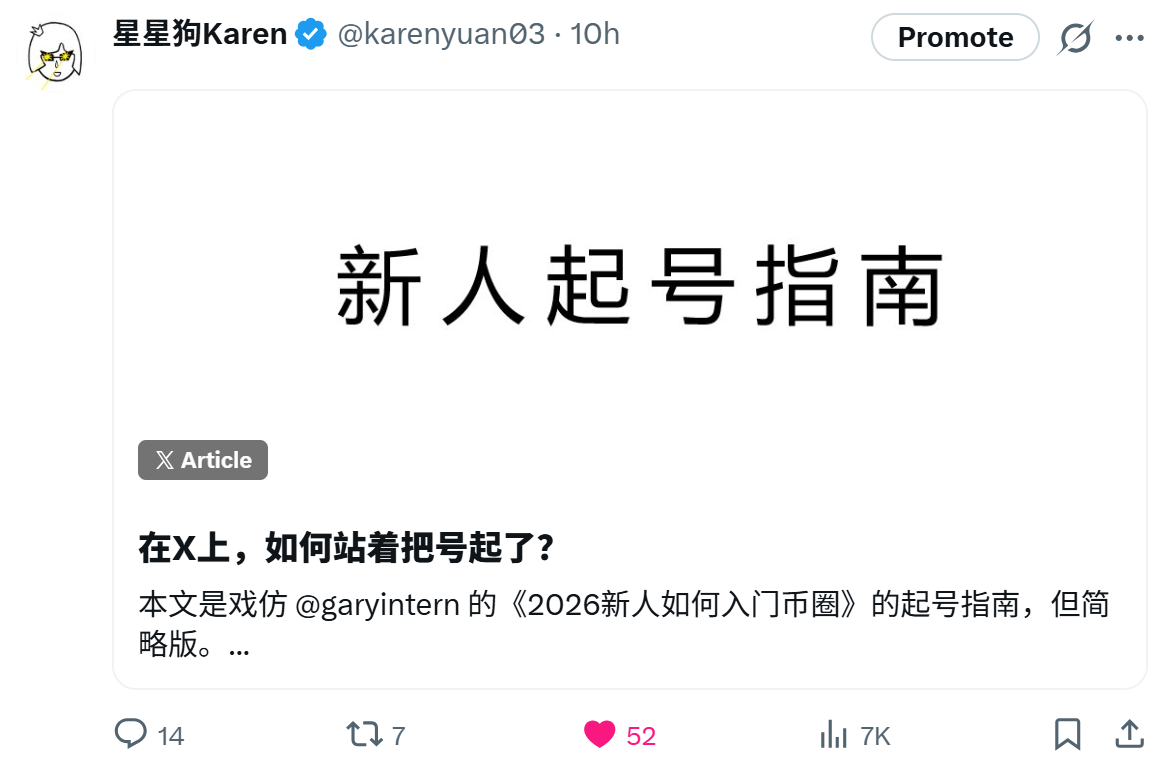 星星狗Karen @karenyuan03 · 10h
Promote
新人起号指南
X Article
在X上，如何站着把号起了？
本文是戏仿 @garyintern 的《2026新人如何入门币圈》的起号指南，但简
略版。...
14 7 52 7K